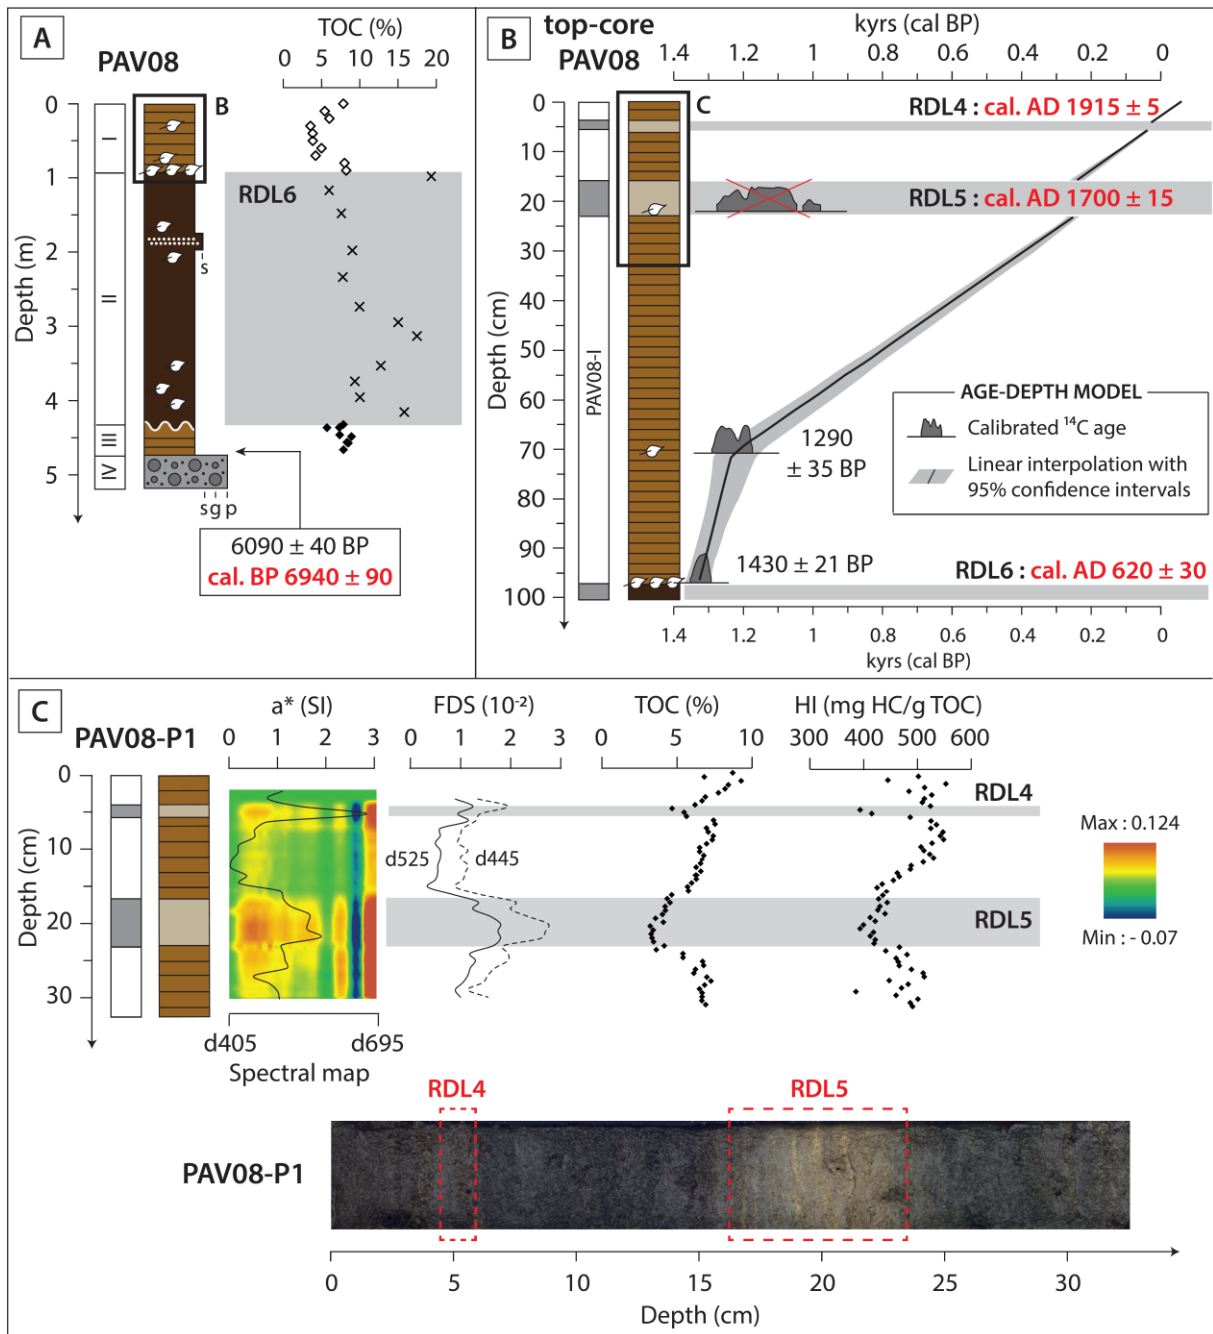 A
PAV08
TOC (%)
0 5 10 15 20
Depth (m)
0
1
2
3
4
5
I
II
III
IV
B
RDL6
s
s g p
6090 ± 40 BP
cal. BP 6940 ± 90
B
top-core
PAV08
kyrs (cal BP)
1.4 1.2 1 0.8 0.6 0.4 0.2 0
Depth (cm)
0
10
20
30
40
50
60
70
80
90
100
PAV08-I
C
RDL4 : cal. AD 1915 ± 5
RDL5 : cal. AD 1700 ± 15
1290
± 35 BP
1430 ± 21 BP
RDL6 : cal. AD 620 ± 30
AGE-DEPTH MODEL
Calibrated ¹⁴C age
Linear interpolation with
95% confidence intervals
1.4 1.2 1 0.8 0.6 0.4 0.2 0
kyrs (cal BP)
C
PAV08-P1
a* (SI)
0 1 2 3
FDS (10⁻²)
0 1 2 3
TOC (%)
0 5 10
HI (mg HC/g TOC)
300 400 500 600
Depth (cm)
0
10
20
30
d525
d445
RDL4
RDL5
Max : 0.124
Min : - 0.07
d405 d695
Spectral map
RDL4 RDL5
PAV08-P1
0 5 10 15 20 25 30
Depth (cm)